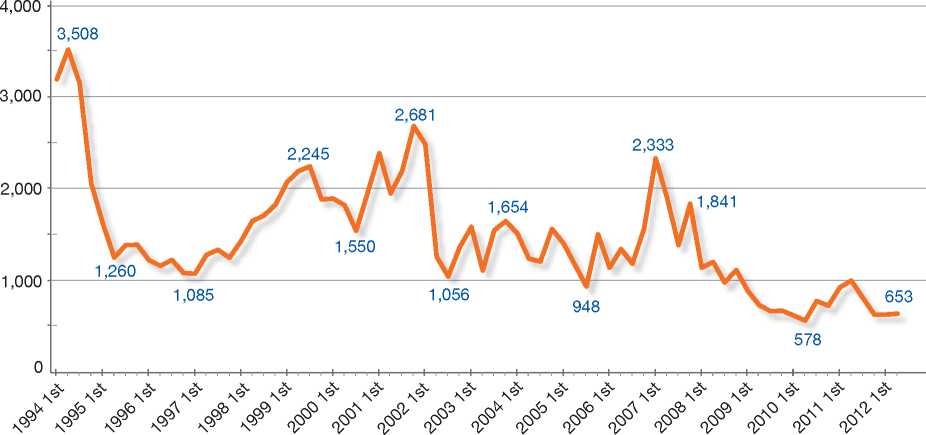 4,000
3,508
3,000
2,681
2,333
2,245
2,000
1,841
1,654
1,550
1,260
1,085
1,056
1,000
948
653
578
0
1994 1st
1995 1st
1996 1st
1997 1st
1998 1st
1999 1st
2000 1st
2001 1st
2002 1st
2003 1st
2004 1st
2005 1st
2006 1st
2007 1st
2008 1st
2009 1st
2010 1st
2011 1st
2012 1st